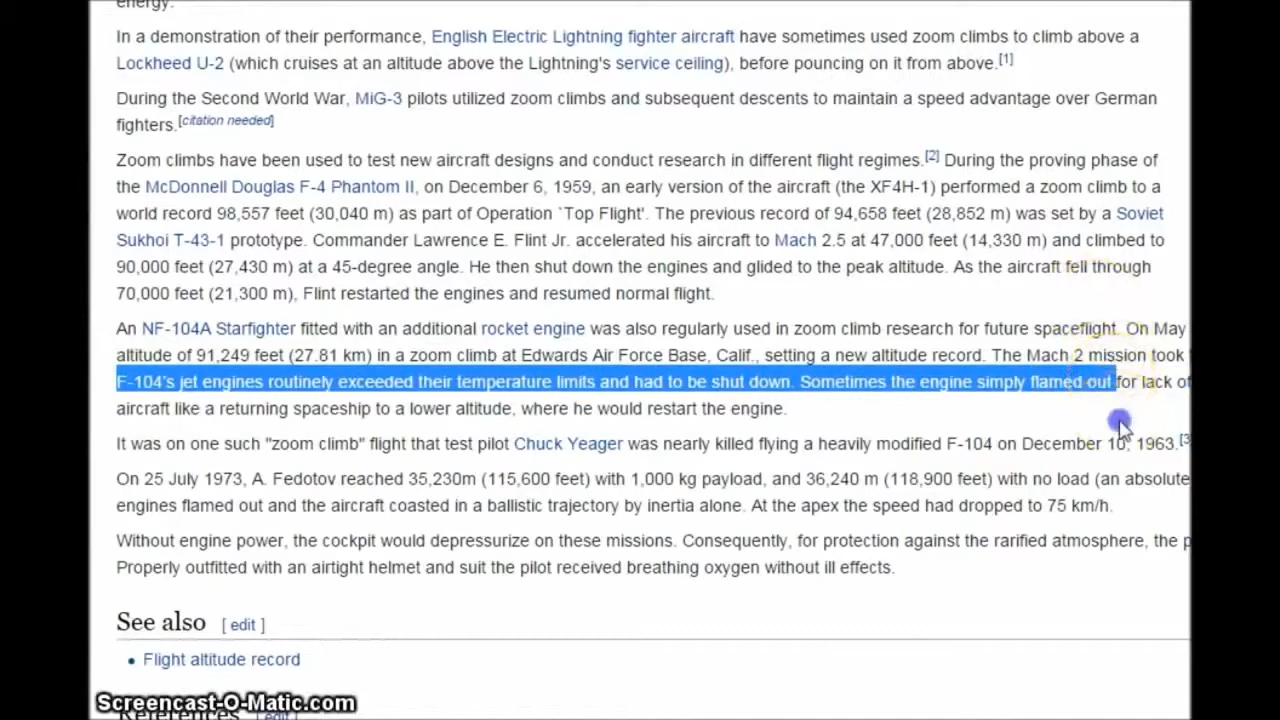 energy.
In a demonstration of their performance, English Electric Lightning fighter aircraft have sometimes used zoom climbs to climb above a
Lockheed U-2 (which cruises at an altitude above the Lightning's service ceiling), before pouncing on it from above.[1]
During the Second World War, MiG-3 pilots utilized zoom climbs and subsequent descents to maintain a speed advantage over German
fighters.[citation needed]
Zoom climbs have been used to test new aircraft designs and conduct research in different flight regimes.[2] During the proving phase of
the McDonnell Douglas F-4 Phantom II, on December 6, 1959, an early version of the aircraft (the XF4H-1) performed a zoom climb to a
world record 98,557 feet (30,040 m) as part of Operation `Top Flight'. The previous record of 94,658 feet (28,852 m) was set by a Soviet
Sukhoi T-43-1 prototype. Commander Lawrence E. Flint Jr. accelerated his aircraft to Mach 2.5 at 47,000 feet (14,330 m) and climbed to
90,000 feet (27,430 m) at a 45-degree angle. He then shut down the engines and glided to the peak altitude. As the aircraft fell through
70,000 feet (21,300 m), Flint restarted the engines and resumed normal flight.
An NF-104A Starfighter fitted with an additional rocket engine was also regularly used in zoom climb research for future spaceflight. On May
altitude of 91,249 feet (27.81 km) in a zoom climb at Edwards Air Force Base, Calif., setting a new altitude record. The Mach 2 mission took
F-104's jet engines routinely exceeded their temperature limits and had to be shut down. Sometimes the engine simply flamed out for lack of
aircraft like a returning spaceship to a lower altitude, where he would restart the engine.
It was on one such "zoom climb" flight that test pilot Chuck Yeager was nearly killed flying a heavily modified F-104 on December 10, 1963.[3
On 25 July 1973, A. Fedotov reached 35,230m (115,600 feet) with 1,000 kg payload, and 36,240 m (118,900 feet) with no load (an absolute
engines flamed out and the aircraft coasted in a ballistic trajectory by inertia alone. At the apex the speed had dropped to 75 km/h.
Without engine power, the cockpit would depressurize on these missions. Consequently, for protection against the rarified atmosphere, the p
Properly outfitted with an airtight helmet and suit the pilot received breathing oxygen without ill effects.
See also [ edit ]
• Flight altitude record
Screencast-O-Matic.com
References [ edit ]